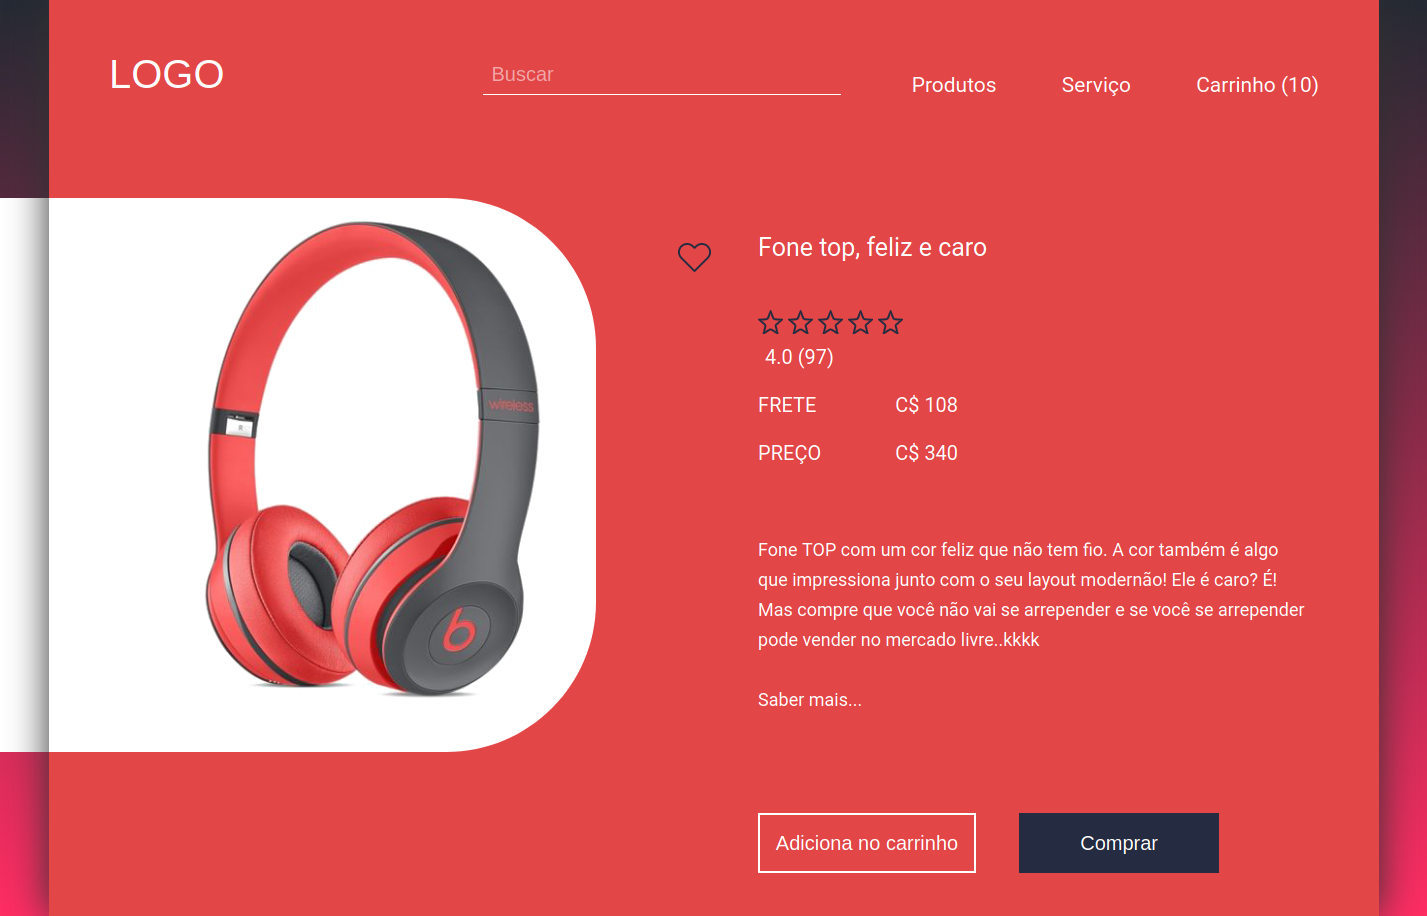 LOGO
Buscar
Produtos
Serviço
Carrinho (10)
Fone top, feliz e caro
4.0 (97)
FRETE C$ 108
PREÇO C$ 340
wireless
Fone TOP com um cor feliz que não tem fio. A cor também é algo
que impressiona junto com o seu layout modernão! Ele é caro? É!
Mas compre que você não vai se arrepender e se você se arrepender
pode vender no mercado livre..kkkk
Saber mais...
Adiciona no carrinho
Comprar